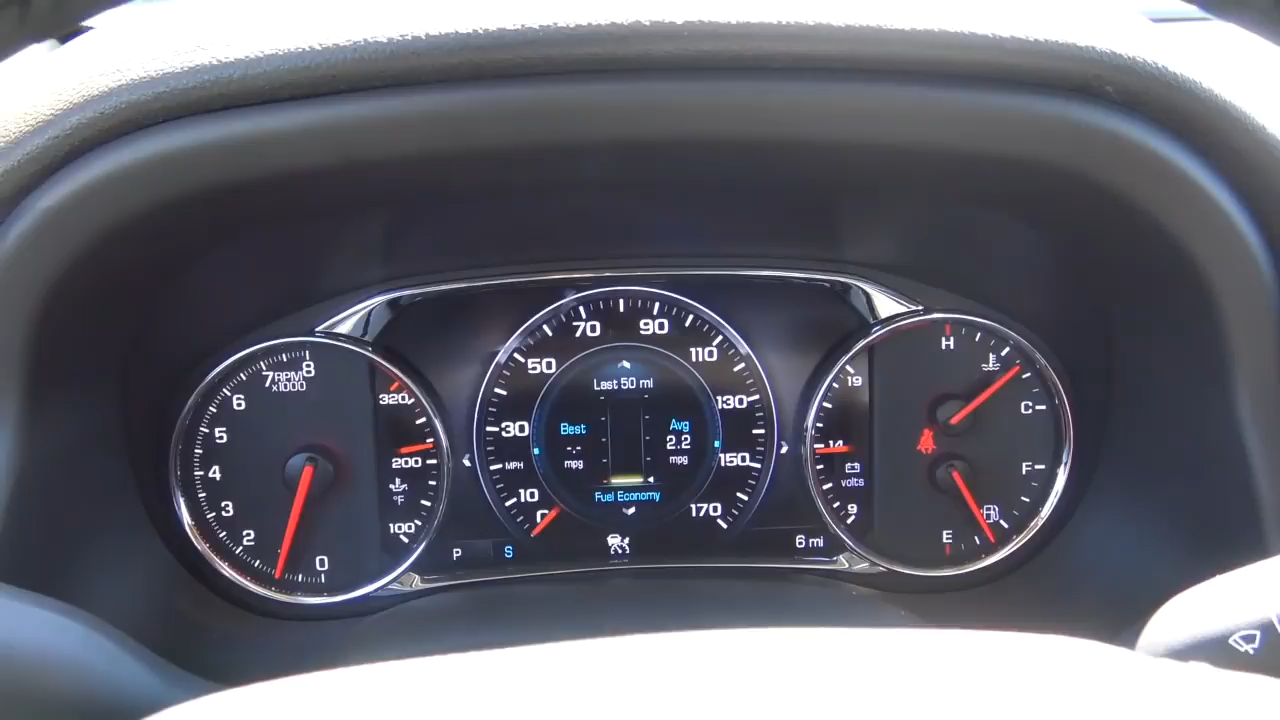 7 RPM 8
x1000
6
5
4
3
2
0
320
200
°F
100
P S
70 90
50 110
30 130
MPH 150
10 170
0
Last 50 mi
Best
-.-
mpg
Avg
2.2
mpg
Fuel Economy
6 mi
19
14
volts
9
H
C
F
E